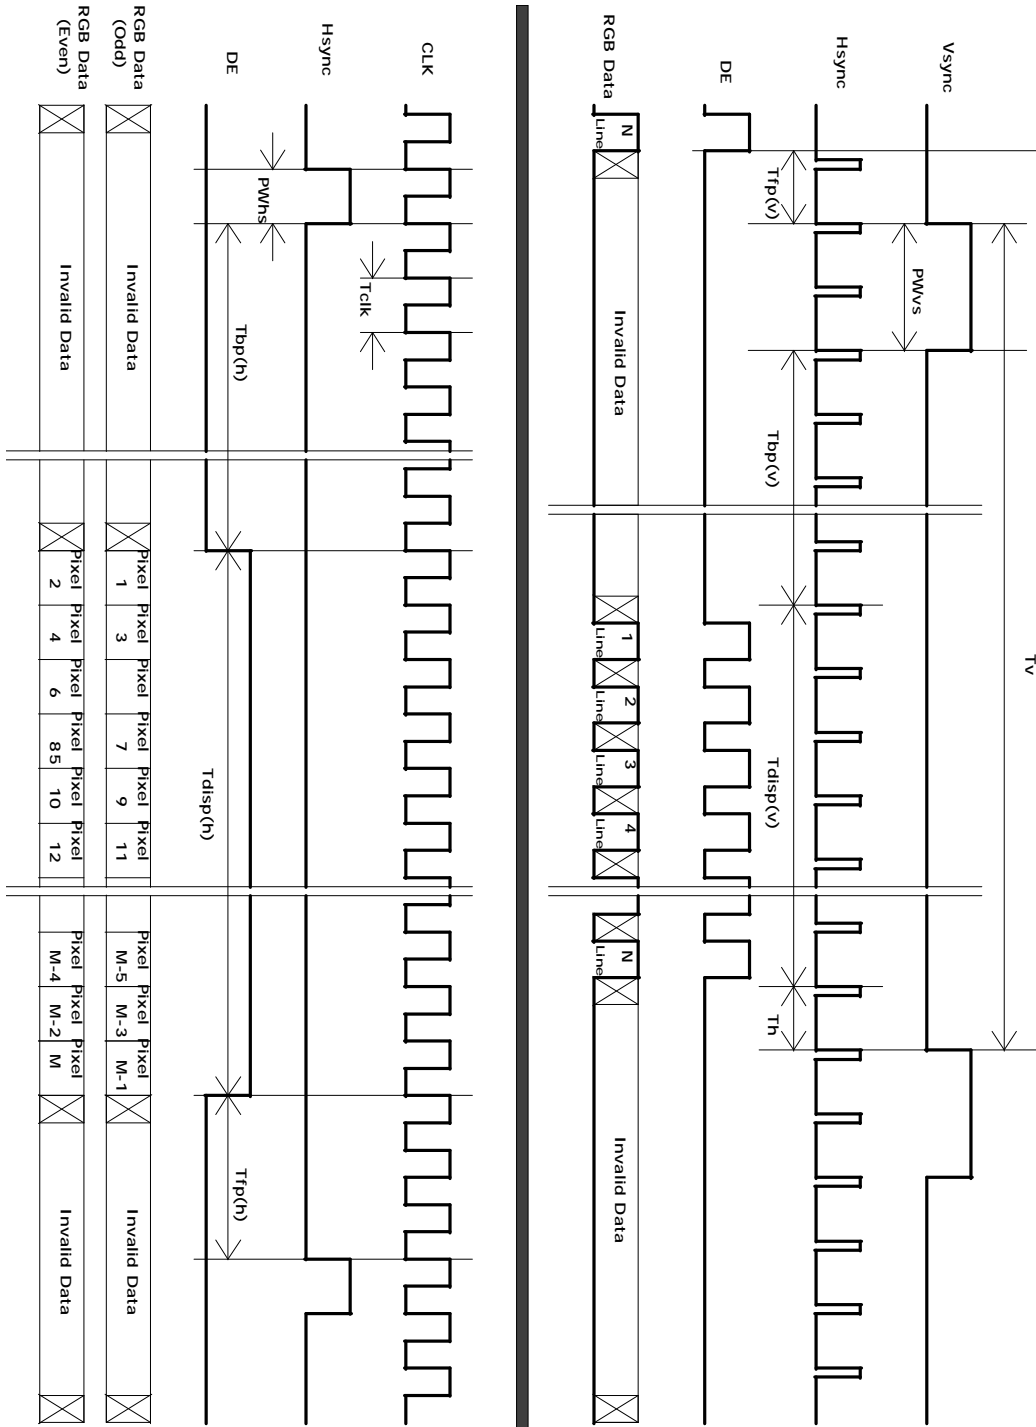 Vsync
Tv
PWvs
Hsync
Tfp(v)
Tbp(v)
Tdisp(v)
Th
DE
RGB Data
N
Line
Invalid Data
1
Line
2
Line
3
Line
4
Line
N
Line
Invalid Data
CLK
Tclk
Hsync
PWhs
DE
Tbp(h)
Tdisp(h)
Tfp(h)
RGB Data
(Odd)
Invalid Data
Pixel Pixel Pixel Pixel Pixel Pixel
1 3 7 9 11
Pixel Pixel Pixel
M-5 M-3 M-1
Invalid Data
RGB Data
(Even)
Invalid Data
Pixel Pixel Pixel Pixel Pixel Pixel
2 4 6 85 10 12
Pixel Pixel Pixel
M-4 M-2 M
Invalid Data